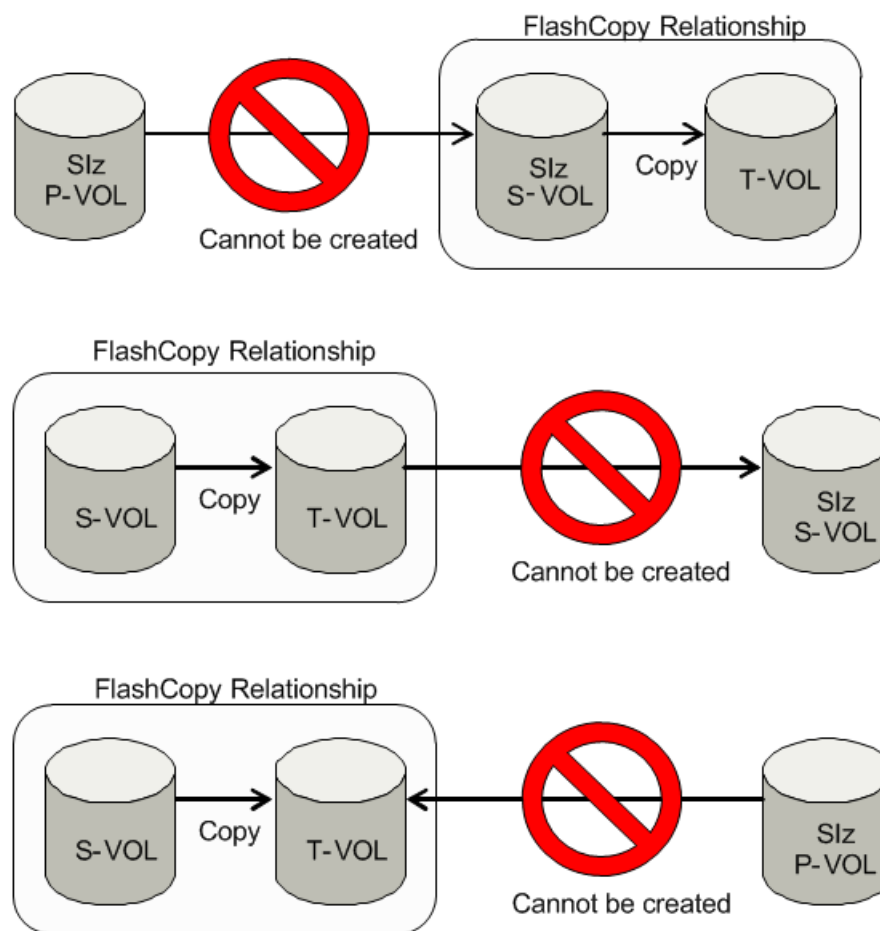 FlashCopy Relationship
SIz
P-VOL
Cannot be created
SIz
S-VOL
Copy
T-VOL
FlashCopy Relationship
S-VOL
Copy
T-VOL
Cannot be created
SIz
S-VOL
FlashCopy Relationship
S-VOL
Copy
T-VOL
Cannot be created
SIz
P-VOL